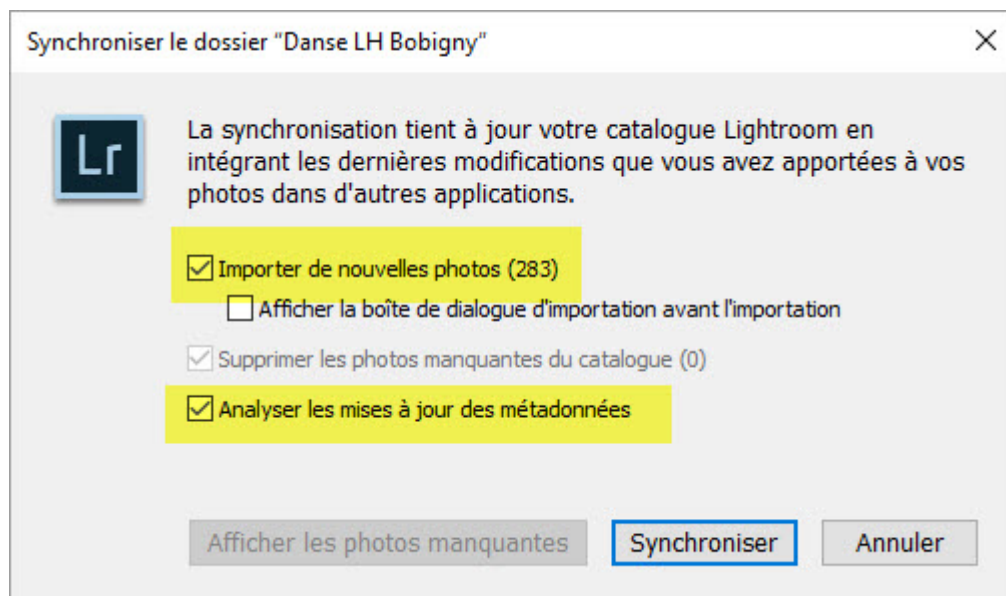 Synchroniser le dossier "Danse LH Bobigny"
Lr
La synchronisation tient à jour votre catalogue Lightroom en
intégrant les dernières modifications que vous avez apportées à vos
photos dans d'autres applications.
Importer de nouvelles photos (283)
Afficher la boîte de dialogue d'importation avant l'importation
Supprimer les photos manquantes du catalogue (0)
Analyser les mises à jour des métadonnées
Afficher les photos manquantes Synchroniser Annuler